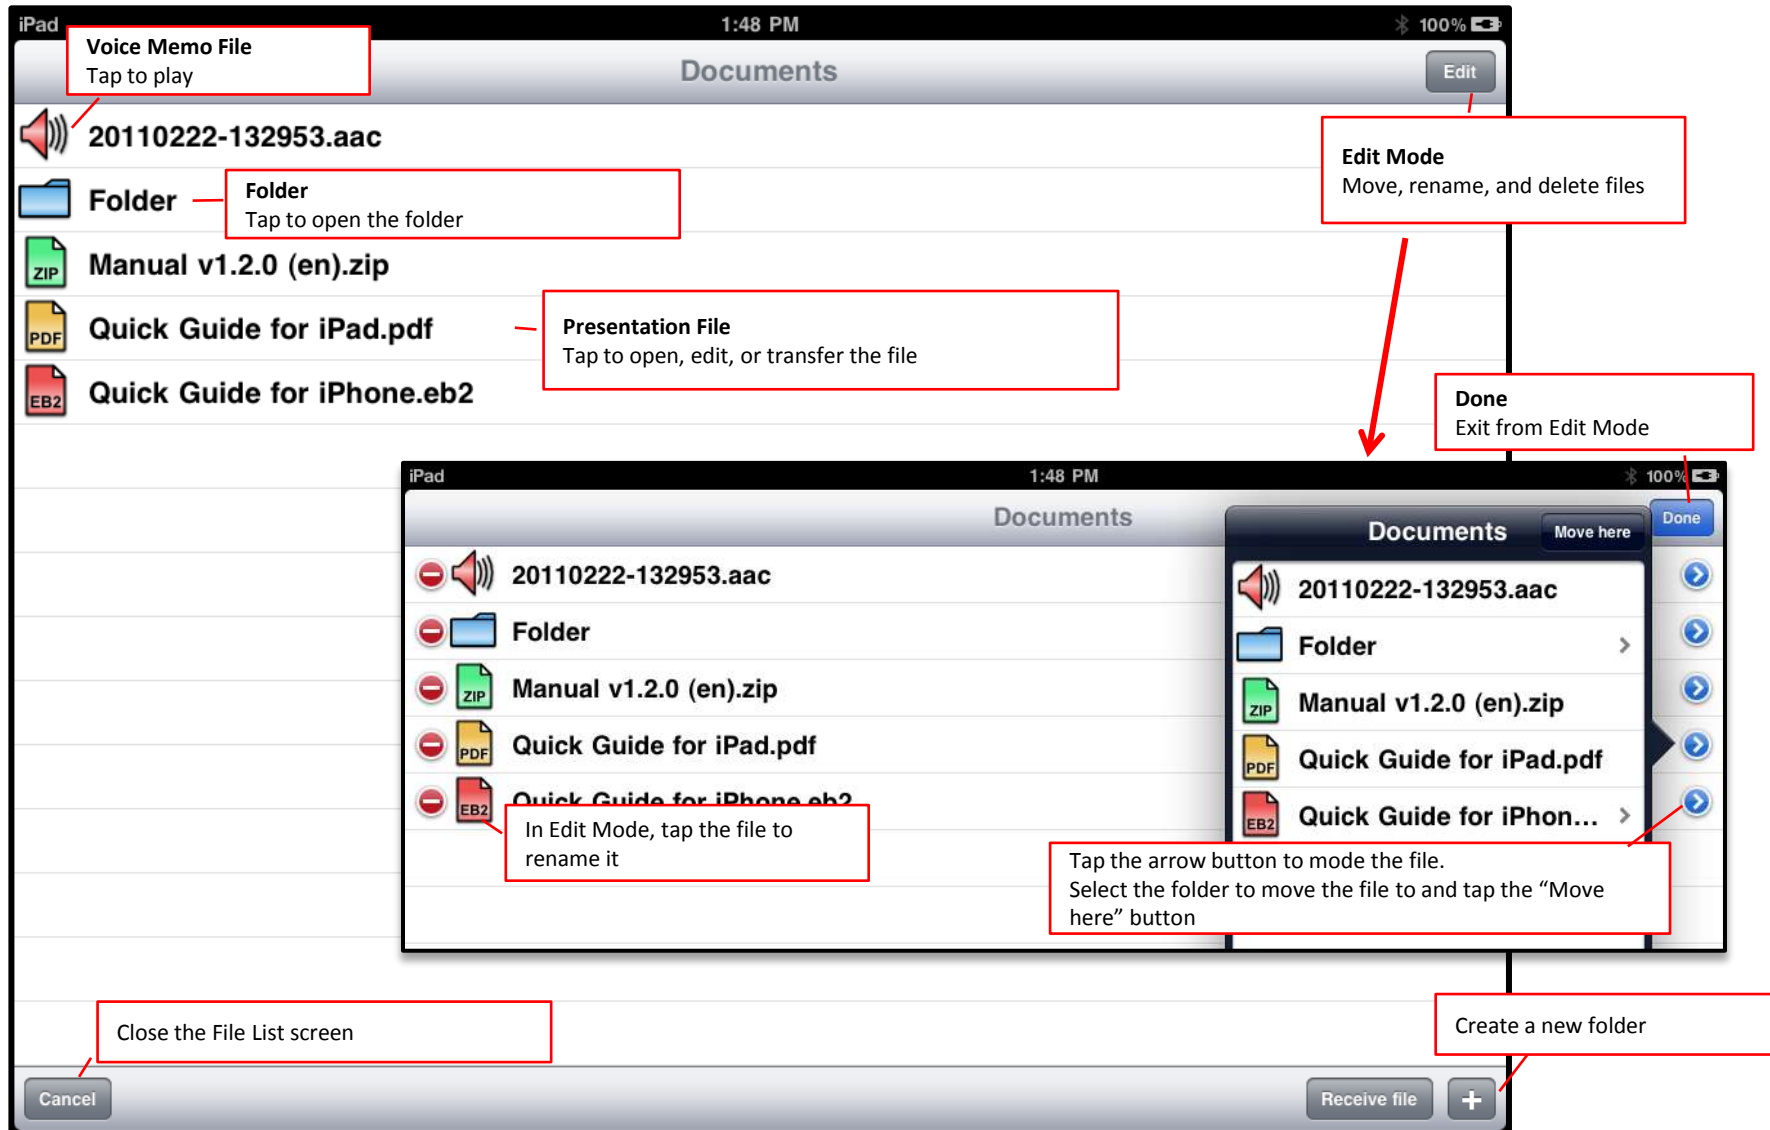 iPad 1:48 PM 100%
Voice Memo File
Tap to play
Documents
Edit
20110222-132953.aac
Edit Mode
Move, rename, and delete files
Folder
Folder
Tap to open the folder
ZIP Manual v1.2.0 (en).zip
PDF Quick Guide for iPad.pdf
Presentation File
Tap to open, edit, or transfer the file
EB2 Quick Guide for iPhone.eb2
Done
Exit from Edit Mode
iPad 1:48 PM 100%
Documents
Done
20110222-132953.aac
Folder
ZIP Manual v1.2.0 (en).zip
PDF Quick Guide for iPad.pdf
EB2 Quick Guide for iPhone.eb2
In Edit Mode, tap the file to
rename it
Documents Move here
20110222-132953.aac
Folder
ZIP Manual v1.2.0 (en).zip
PDF Quick Guide for iPad.pdf
EB2 Quick Guide for iPhon...
Tap the arrow button to mode the file.
Select the folder to move the file to and tap the “Move
here” button
Close the File List screen
Create a new folder
Cancel
Receive file +